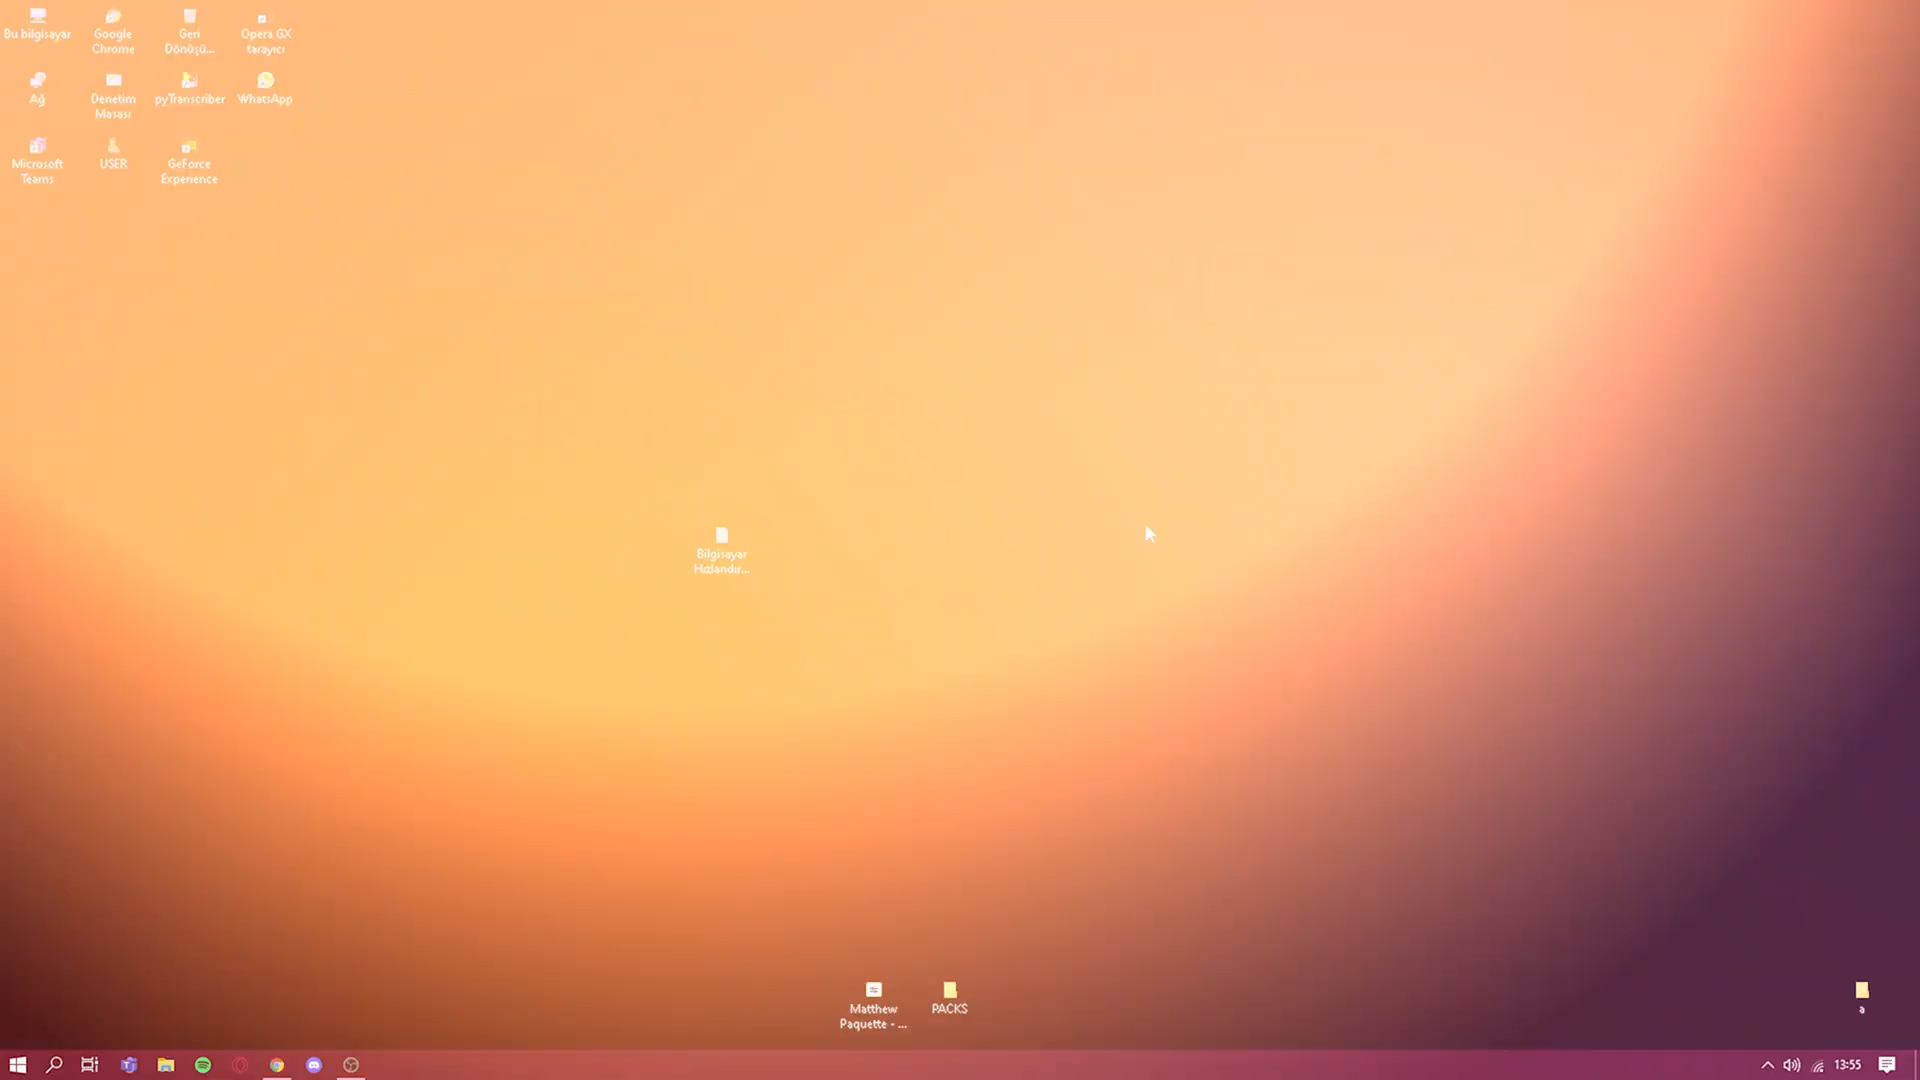 Bu bilgisayar
Google
Chrome
Geri
Dönüşü...
Opera GX
tarayıcı
Ağ
Denetim
Masası
pyTranscriber
WhatsApp
Microsoft
Teams
USER
GeForce
Experience
Bilgisayar
Hızlandır...
Matthew
Paquette - ...
PACKS
a
13:55